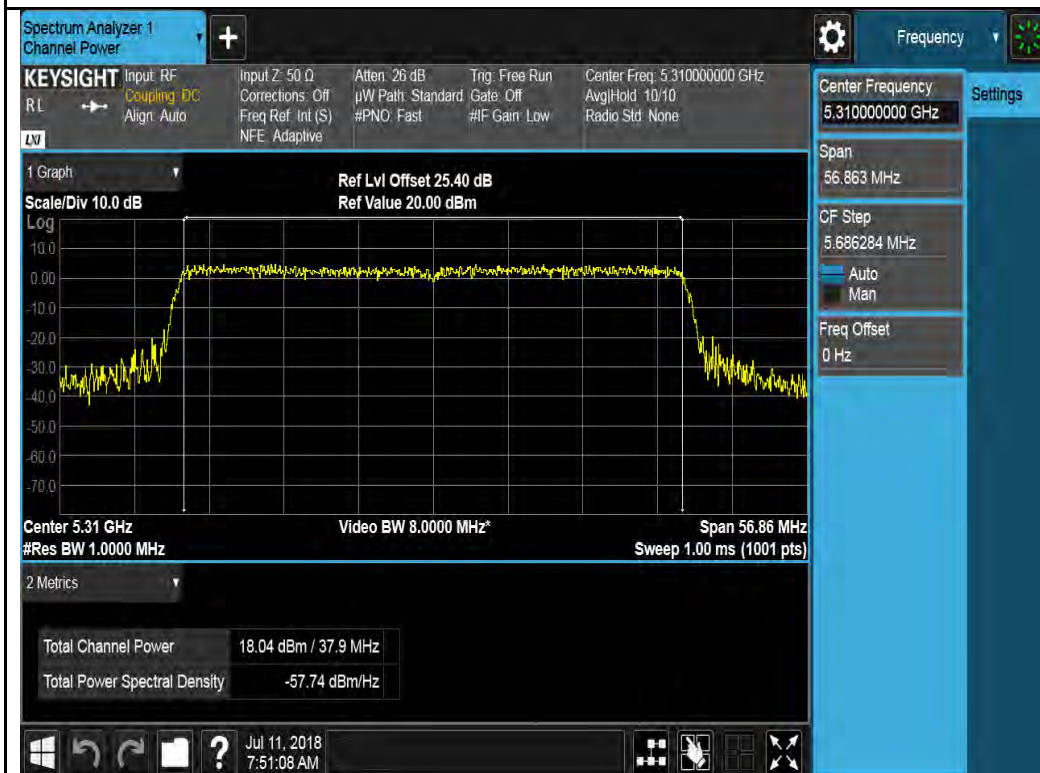 Spectrum Analyzer 1
Channel Power
+
Frequency
KEYSIGHT
R L
LXI
Input: RF
Coupling: DC
Align: Auto
Input Z: 50 Ω
Corrections: Off
Freq Ref: Int (S)
NFE: Adaptive
Atten: 26 dB
µW Path: Standard
#PNO: Fast
Trig: Free Run
Gate: Off
#IF Gain: Low
Center Freq: 5.310000000 GHz
Avg|Hold: 10/10
Radio Std: None
1 Graph
Scale/Div 10.0 dB
Ref Lvl Offset 25.40 dB
Ref Value 20.00 dBm
Log
10.0
0.00
-10.0
-20.0
-30.0
-40.0
-50.0
-60.0
-70.0
Center 5.31 GHz
#Res BW 1.0000 MHz
Video BW 8.0000 MHz*
Span 56.86 MHz
Sweep 1.00 ms (1001 pts)
2 Metrics
Total Channel Power 18.04 dBm / 37.9 MHz
Total Power Spectral Density -57.74 dBm/Hz
?
Jul 11, 2018
7:51:08 AM
Center Frequency
5.310000000 GHz
Settings
Span
56.863 MHz
CF Step
5.686284 MHz
Auto
Man
Freq Offset
0 Hz